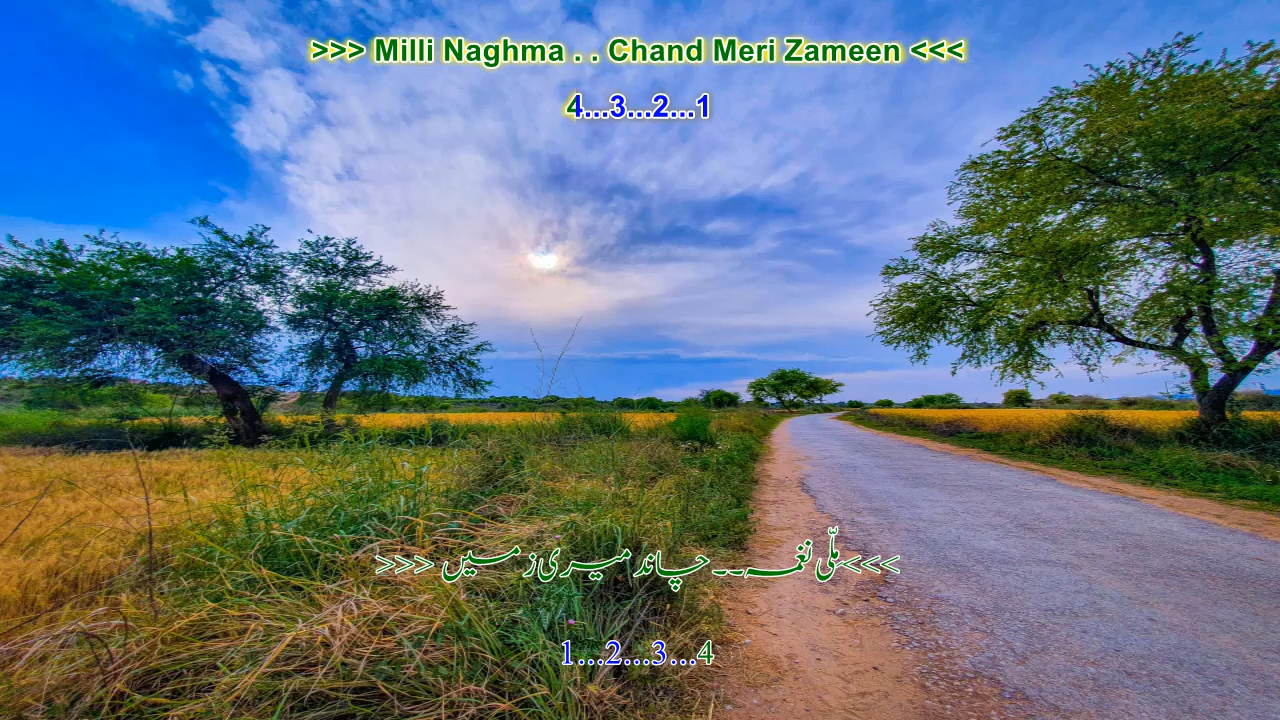 >>> Milli Naghma . . Chand Meri Zameen <<<
4...3...2...1
>>>ملّی نغمہ۔۔ چاند میری زمیں <<<
1...2...3...4